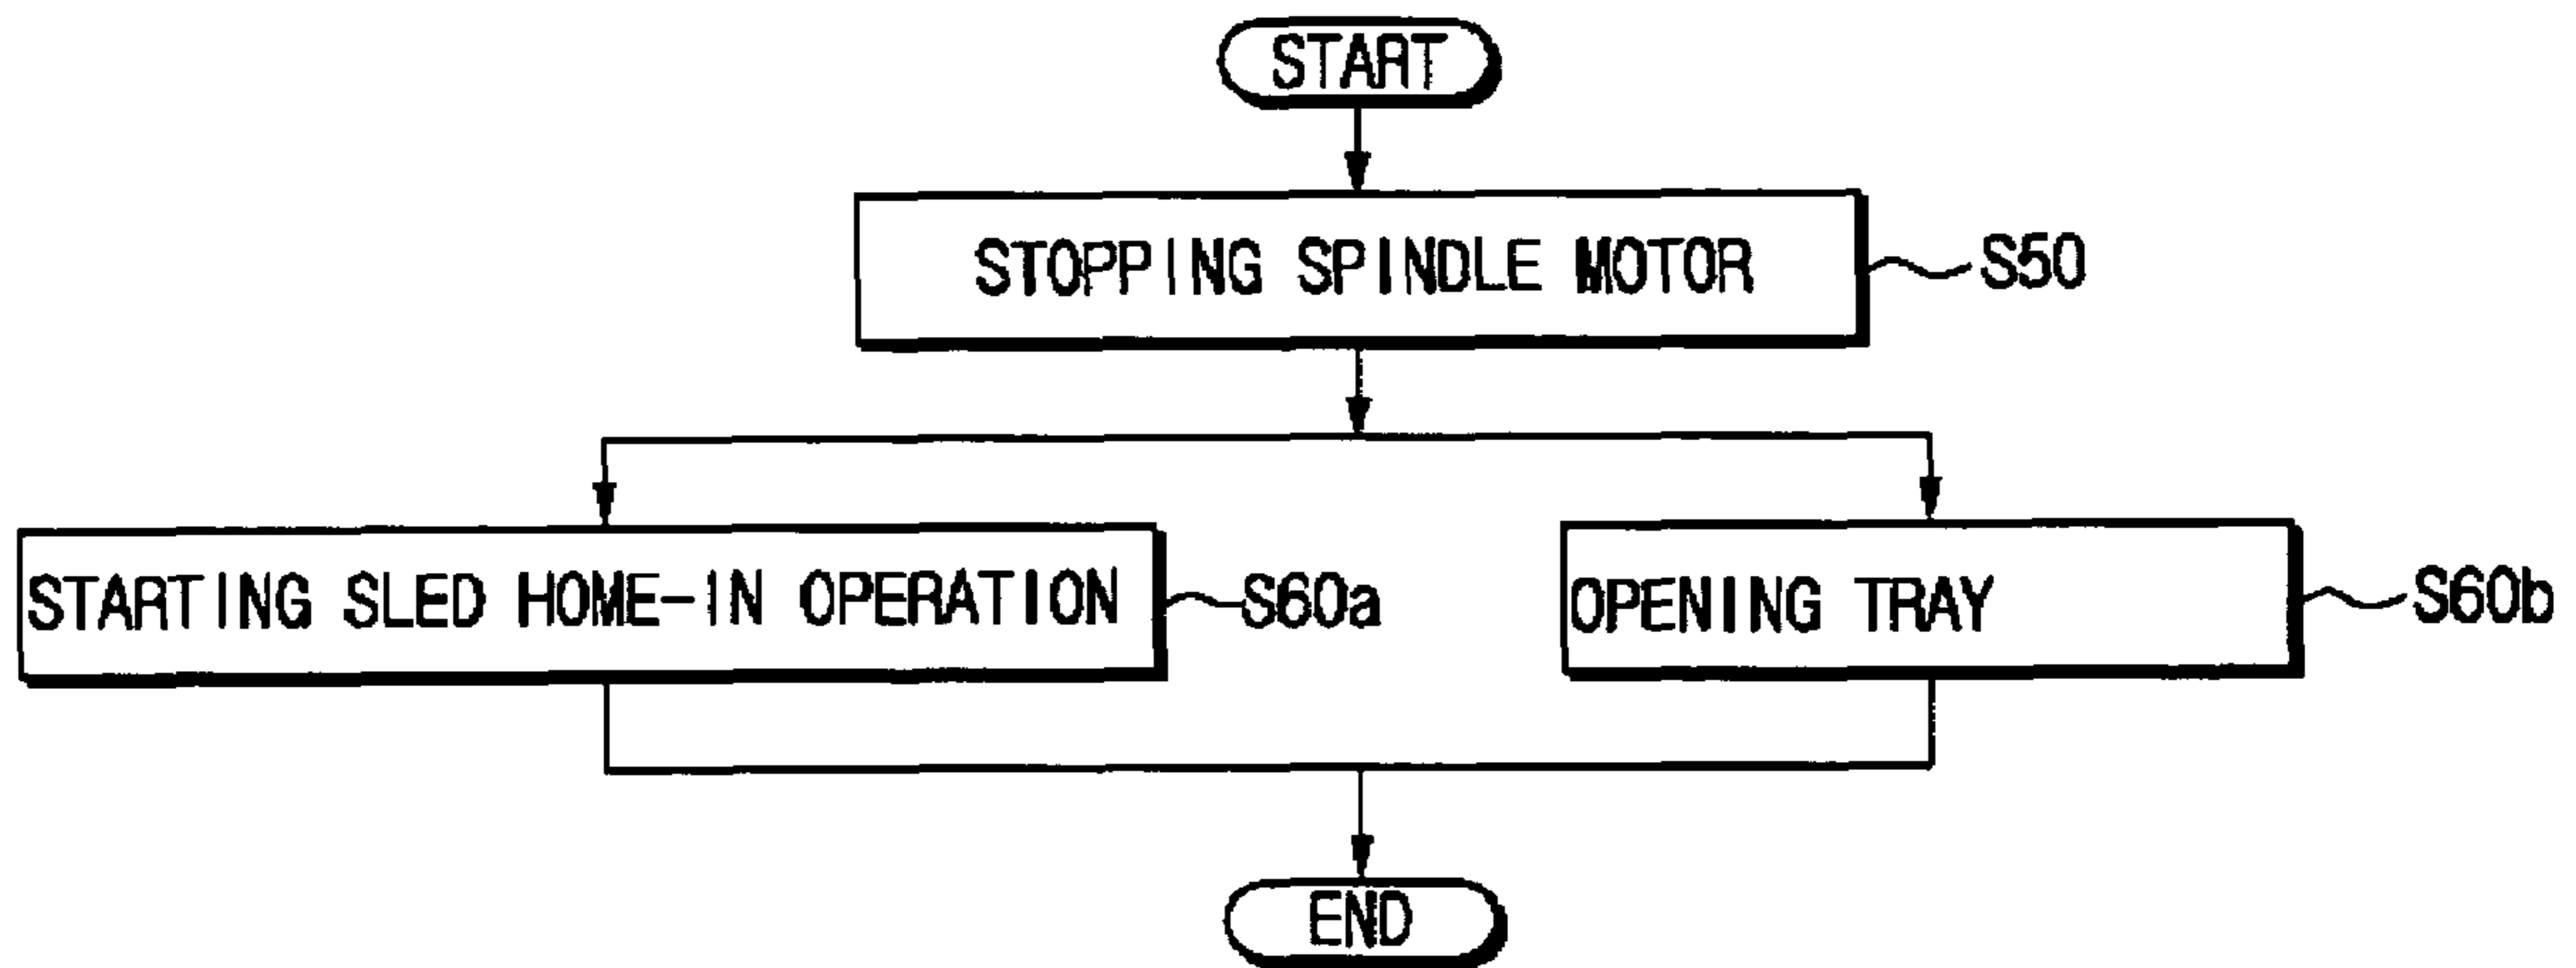 START
STOPPING SPINDLE MOTOR
S50
STARTING SLED HOME-IN OPERATION
S60a
OPENING TRAY
S60b
END